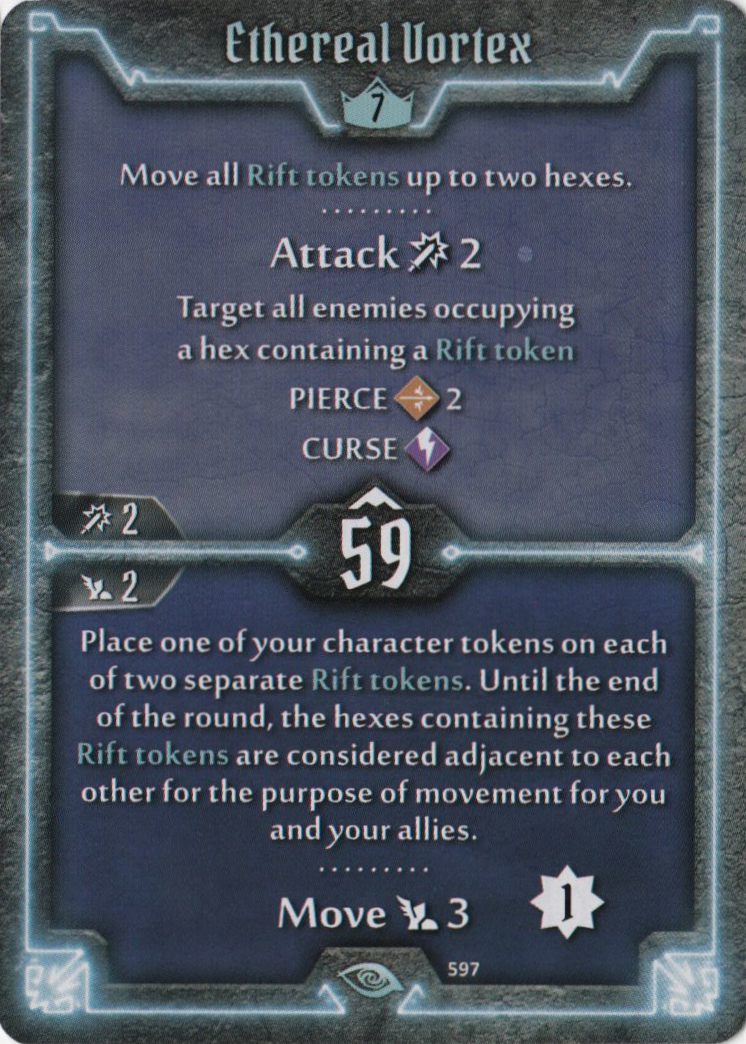 Ethereal Vortex
7
Move all Rift tokens up to two hexes.
Attack 2
Target all enemies occupying
a hex containing a Rift token
PIERCE 2
CURSE
2
59
2
Place one of your character tokens on each
of two separate Rift tokens. Until the end
of the round, the hexes containing these
Rift tokens are considered adjacent to each
other for the purpose of movement for you
and your allies.
Move 3
1
597